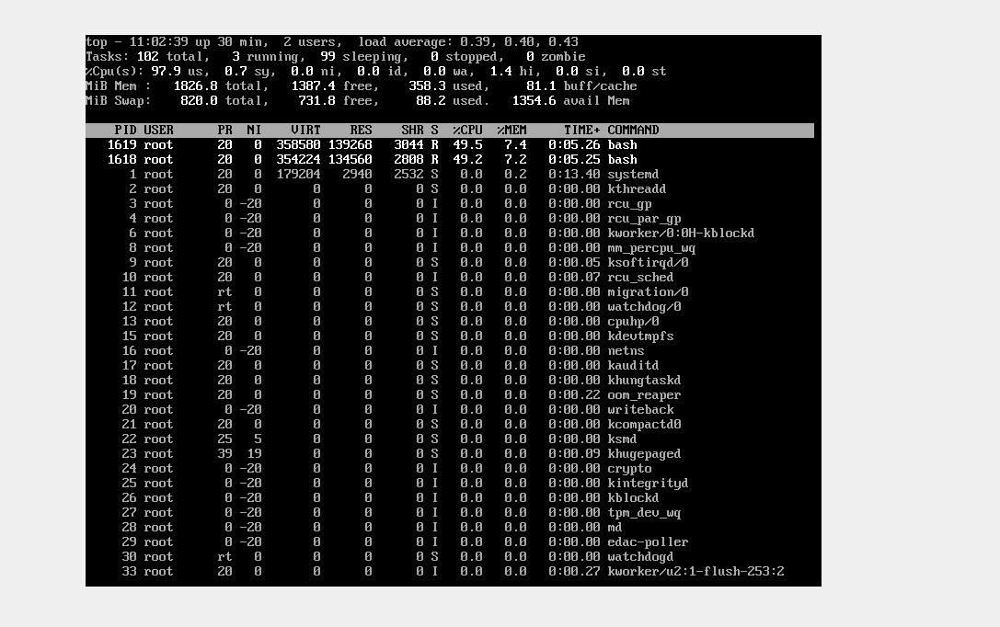 top - 11:02:39 up 30 min,  2 users,  load average: 0.39, 0.40, 0.43
Tasks: 102 total,   3 running,  99 sleeping,   0 stopped,   0 zombie
%Cpu(s): 97.9 us,  0.7 sy,  0.0 ni,  0.0 id,  0.0 wa,  1.4 hi,  0.0 si,  0.0 st
MiB Mem :   1826.8 total,   1387.4 free,    358.3 used,     81.1 buff/cache
MiB Swap:    820.0 total,    731.8 free,     88.2 used.   1354.6 avail Mem
PID USER      PR  NI    VIRT    RES    SHR S  %CPU  %MEM     TIME+ COMMAND
1619 root      20   0  358580 139268   3044 R  49.5   7.4   0:05.26 bash
1618 root      20   0  354224 134560   2808 R  49.2   7.2   0:05.25 bash
1 root      20   0  179204   2940   2532 S   0.0   0.2   0:13.40 systemd
2 root      20   0       0      0      0 S   0.0   0.0   0:00.00 kthreadd
3 root       0 -20       0      0      0 I   0.0   0.0   0:00.00 rcu_gp
4 root       0 -20       0      0      0 I   0.0   0.0   0:00.00 rcu_par_gp
6 root       0 -20       0      0      0 I   0.0   0.0   0:00.00 kworker/0:0H-kblockd
8 root       0 -20       0      0      0 I   0.0   0.0   0:00.00 mm_percpu_wq
9 root      20   0       0      0      0 S   0.0   0.0   0:00.05 ksoftirqd/0
10 root      20   0       0      0      0 I   0.0   0.0   0:00.07 rcu_sched
11 root      rt   0       0      0      0 S   0.0   0.0   0:00.00 migration/0
12 root      rt   0       0      0      0 S   0.0   0.0   0:00.00 watchdog/0
13 root      20   0       0      0      0 S   0.0   0.0   0:00.00 cpuhp/0
15 root      20   0       0      0      0 S   0.0   0.0   0:00.00 kdevtmpfs
16 root       0 -20       0      0      0 I   0.0   0.0   0:00.00 netns
17 root      20   0       0      0      0 S   0.0   0.0   0:00.00 kauditd
18 root      20   0       0      0      0 S   0.0   0.0   0:00.00 khungtaskd
19 root      20   0       0      0      0 S   0.0   0.0   0:00.22 oom_reaper
20 root       0 -20       0      0      0 I   0.0   0.0   0:00.00 writeback
21 root      20   0       0      0      0 S   0.0   0.0   0:00.00 kcompactd0
22 root      25   5       0      0      0 S   0.0   0.0   0:00.00 ksmd
23 root      39  19       0      0      0 S   0.0   0.0   0:00.09 khugepaged
24 root       0 -20       0      0      0 I   0.0   0.0   0:00.00 crypto
25 root       0 -20       0      0      0 I   0.0   0.0   0:00.00 kintegrityd
26 root       0 -20       0      0      0 I   0.0   0.0   0:00.00 kblockd
27 root       0 -20       0      0      0 I   0.0   0.0   0:00.00 tpm_dev_wq
28 root       0 -20       0      0      0 I   0.0   0.0   0:00.00 md
29 root       0 -20       0      0      0 I   0.0   0.0   0:00.00 edac-poller
30 root      rt   0       0      0      0 S   0.0   0.0   0:00.00 watchdogd
33 root      20   0       0      0      0 I   0.0   0.0   0:00.27 kworker/u2:1-flush-253:2